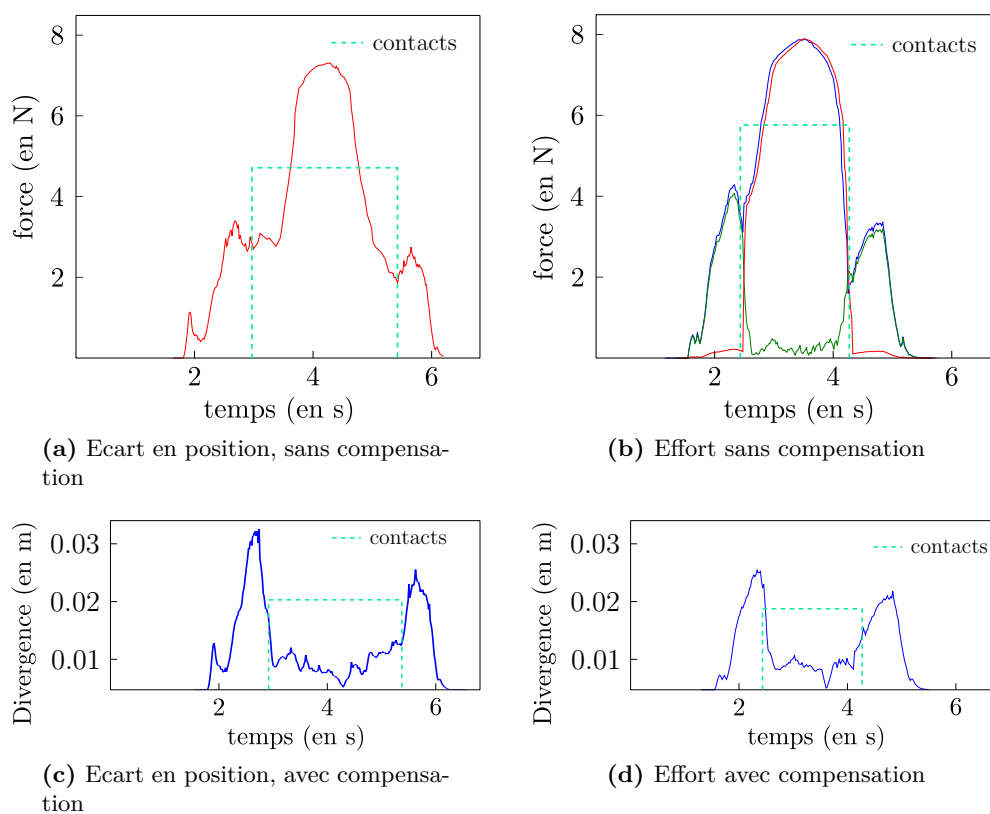 8
6
4
2
force (en N)
contacts
2
4
6
temps (en s)
(a) Ecart en position, sans compensa-
tion
8
6
4
2
force (en N)
contacts
2
4
6
temps (en s)
(b) Effort sans compensation
0.03
0.02
0.01
Divergence (en m)
contacts
2
4
6
temps (en s)
(c) Ecart en position, avec compensa-
tion
0.03
0.02
0.01
Divergence (en m)
contacts
2
4
6
temps (en s)
(d) Effort avec compensation